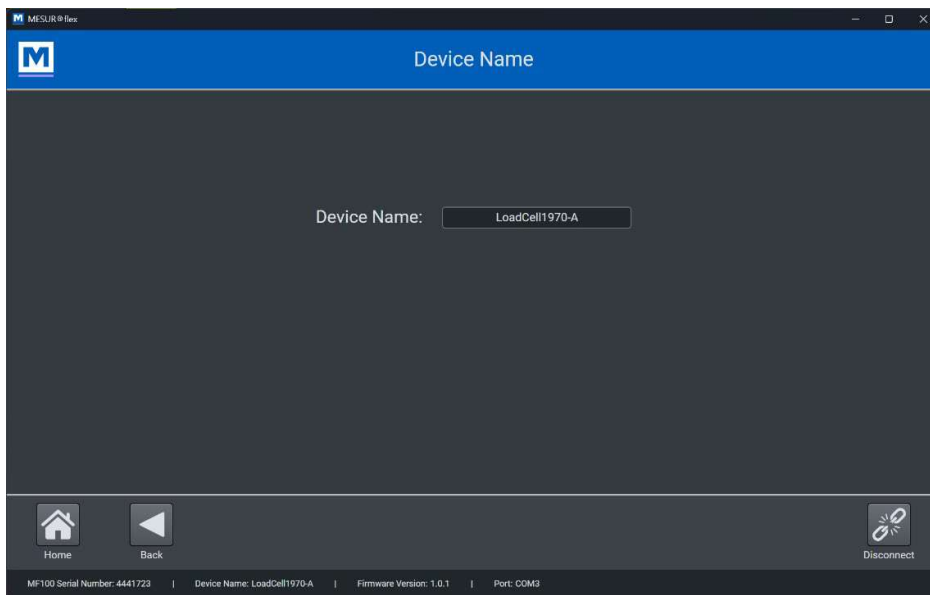 M MESUR®flex
M Device Name
Device Name: LoadCell1970-A
Home Back Disconnect
MF100 Serial Number: 4441723 | Device Name: LoadCell1970-A | Firmware Version: 1.0.1 | Port: COM3